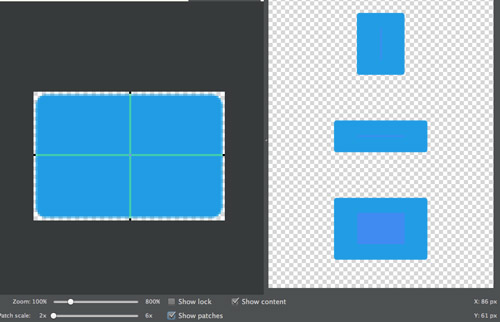 Zoom: 100% 800% Show lock Show content X: 86 px
Patch scale: 2x 6x Show patches Y: 61 px